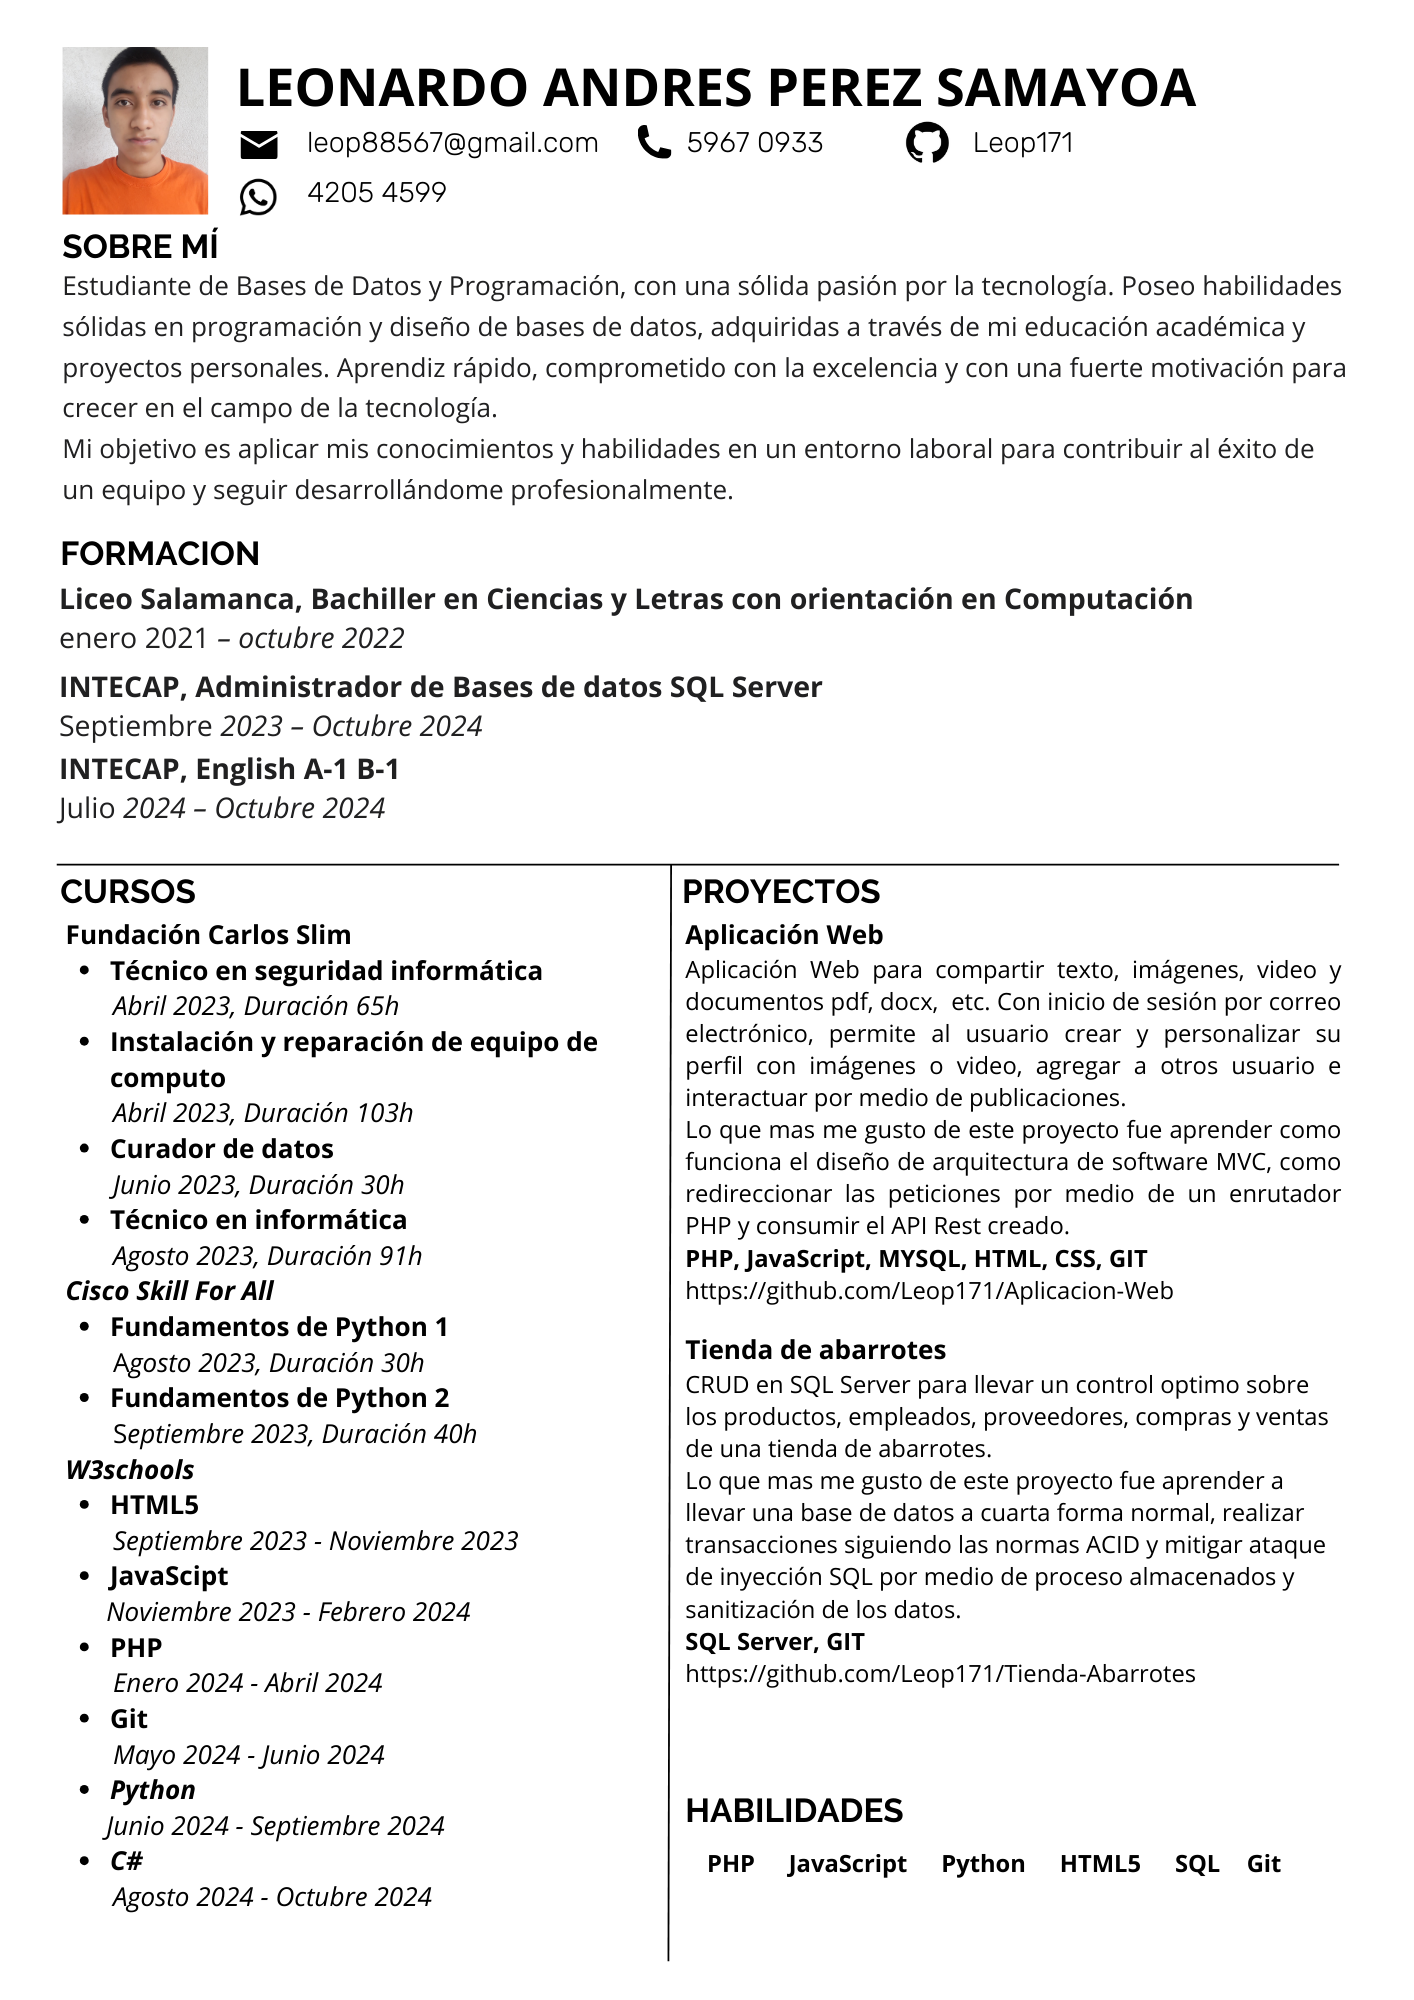 LEONARDO ANDRES PEREZ SAMAYOA
leop88567@gmail.com 5967 0933 Leop171
4205 4599
SOBRE MÍ
Estudiante de Bases de Datos y Programación, con una sólida pasión por la tecnología. Poseo habilidades
sólidas en programación y diseño de bases de datos, adquiridas a través de mi educación académica y
proyectos personales. Aprendiz rápido, comprometido con la excelencia y con una fuerte motivación para
crecer en el campo de la tecnología.
Mi objetivo es aplicar mis conocimientos y habilidades en un entorno laboral para contribuir al éxito de
un equipo y seguir desarrollándome profesionalmente.
FORMACION
Liceo Salamanca, Bachiller en Ciencias y Letras con orientación en Computación
enero 2021 – octubre 2022
INTECAP, Administrador de Bases de datos SQL Server
Septiembre 2023 – Octubre 2024
INTECAP, English A-1 B-1
Julio 2024 – Octubre 2024
CURSOS
Fundación Carlos Slim
• Técnico en seguridad informática
Abril 2023, Duración 65h
• Instalación y reparación de equipo de
computo
Abril 2023, Duración 103h
• Curador de datos
Junio 2023, Duración 30h
• Técnico en informática
Agosto 2023, Duración 91h
Cisco Skill For All
• Fundamentos de Python 1
Agosto 2023, Duración 30h
• Fundamentos de Python 2
Septiembre 2023, Duración 40h
W3schools
• HTML5
Septiembre 2023 - Noviembre 2023
• JavaScipt
Noviembre 2023 - Febrero 2024
• PHP
Enero 2024 - Abril 2024
• Git
Mayo 2024 - Junio 2024
• Python
Junio 2024 - Septiembre 2024
• C#
Agosto 2024 - Octubre 2024
PROYECTOS
Aplicación Web
Aplicación Web para compartir texto, imágenes, video y
documentos pdf, docx, etc. Con inicio de sesión por correo
electrónico, permite al usuario crear y personalizar su
perfil con imágenes o video, agregar a otros usuario e
interactuar por medio de publicaciones.
Lo que mas me gusto de este proyecto fue aprender como
funciona el diseño de arquitectura de software MVC, como
redireccionar las peticiones por medio de un enrutador
PHP y consumir el API Rest creado.
PHP, JavaScript, MYSQL, HTML, CSS, GIT
https://github.com/Leop171/Aplicacion-Web
Tienda de abarrotes
CRUD en SQL Server para llevar un control optimo sobre
los productos, empleados, proveedores, compras y ventas
de una tienda de abarrotes.
Lo que mas me gusto de este proyecto fue aprender a
llevar una base de datos a cuarta forma normal, realizar
transacciones siguiendo las normas ACID y mitigar ataque
de inyección SQL por medio de proceso almacenados y
sanitización de los datos.
SQL Server, GIT
https://github.com/Leop171/Tienda-Abarrotes
HABILIDADES
PHP JavaScript Python HTML5 SQL Git